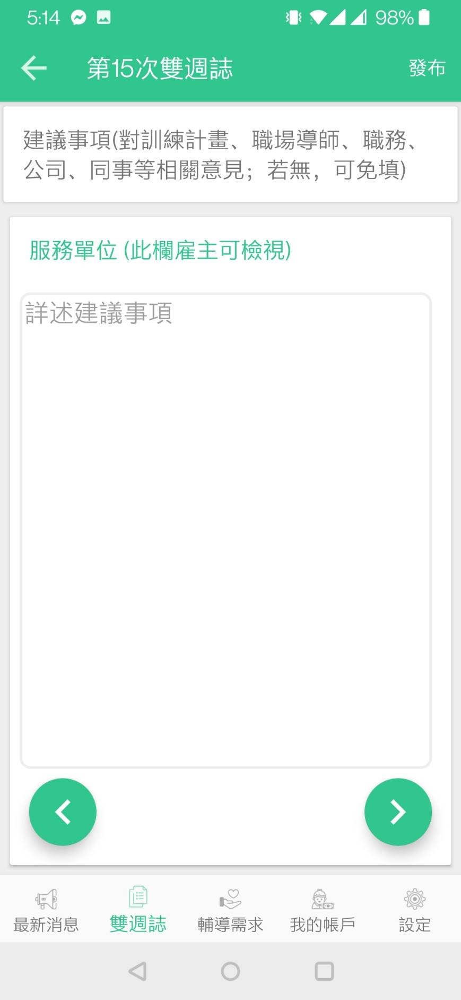 5:14 98%
第15次雙週誌 發布
建議事項(對訓練計畫、職場導師、職務、
公司、同事等相關意見；若無，可免填)
服務單位 (此欄雇主可檢視)
詳述建議事項
最新消息 雙週誌 輔導需求 我的帳戶 設定